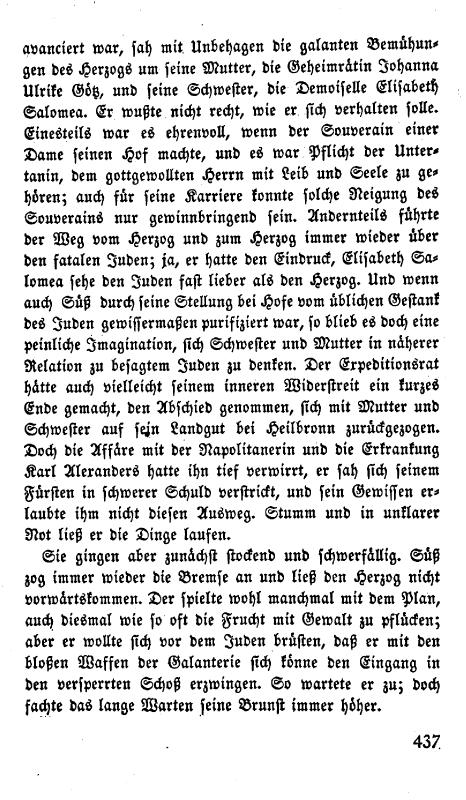 avanciert war, sah mit Unbehagen die galanten Bemühun-
gen des Herzogs um seine Mutter, die Geheimrätin Johanna
Ulrike Götz, und seine Schwester, die Demoiselle Elisabeth
Salomea. Er wußte nicht recht, wie er sich verhalten solle.
Einesteils war es ehrenvoll, wenn der Souverain einer
Dame seinen Hof machte, und es war Pflicht der Unter-
tanin, dem gottgewollten Herrn mit Leib und Seele zu ge-
hören; auch für seine Karriere konnte solche Neigung des
Souverains nur gewinnbringend sein. Andernteils führte
der Weg vom Herzog und zum Herzog immer wieder über
den fatalen Juden; ja, er hatte den Eindruck, Elisabeth Sa-
lomea sehe den Juden fast lieber als den Herzog. Und wenn
auch Süß durch seine Stellung bei Hofe vom üblichen Gestank
des Juden gewissermaßen purifiziert war, so blieb es doch eine
peinliche Imagination, sich Schwester und Mutter in näherer
Relation zu besagtem Juden zu denken. Der Expeditionsrat
hätte auch vielleicht seinem inneren Widerstreit ein kurzes
Ende gemacht, den Abschied genommen, sich mit Mutter und
Schwester auf sein Landgut bei Heilbronn zurückgezogen.
Doch die Affäre mit der Napolitanerin und die Erkrankung
Karl Alexanders hatte ihn tief verwirrt, er sah sich seinem
Fürsten in schwerer Schuld verstrickt, und sein Gewissen er-
laubte ihm nicht diesen Ausweg. Stumm und in unklarer
Not ließ er die Dinge laufen.
Sie gingen aber zunächst stockend und schwerfällig. Süß
zog immer wieder die Bremse an und ließ den Herzog nicht
vorwärtskommen. Der spielte wohl manchmal mit dem Plan,
auch diesmal wie so oft die Frucht mit Gewalt zu pflücken;
aber er wollte sich vor dem Juden brüsten, daß er mit den
bloßen Waffen der Galanterie sich könne den Eingang in
den versperrten Schoß erzwingen. So wartete er zu; doch
fachte das lange Warten seine Brunst immer höher.
437